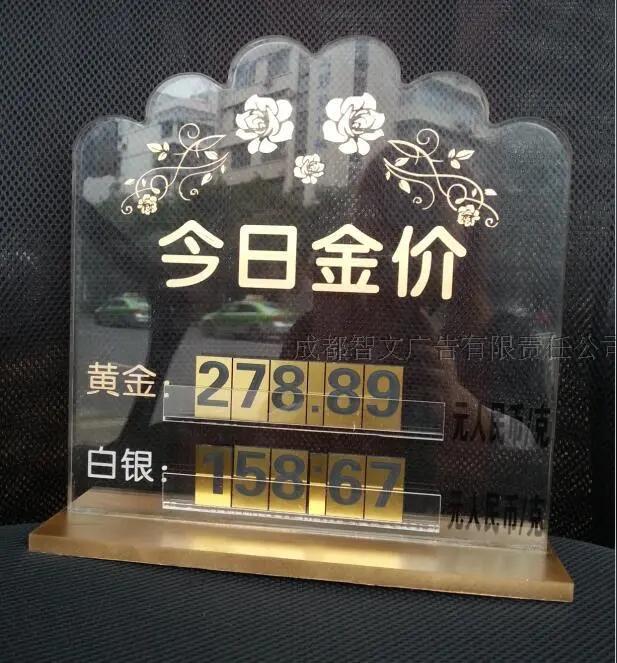 今日金价
成都智文广告有限责任公司
黄金：278.89 元人民币/克
白银：158:67 元人民币/克